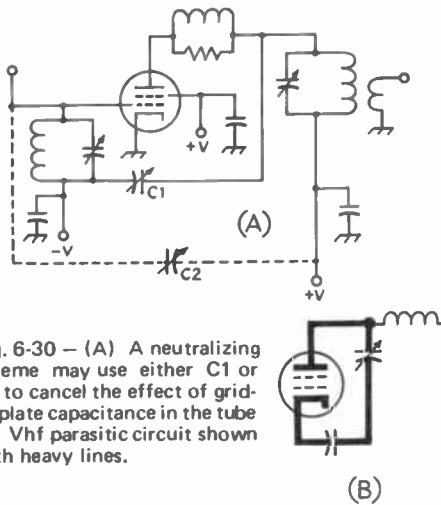 C1
+V
(A)
-V
C2
+V
g. 6-30 — (A) A neutralizing
eme may use either C1 or
to cancel the effect of grid-
plate capacitance in the tube
Vhf parasitic circuit shown
th heavy lines.
(B)